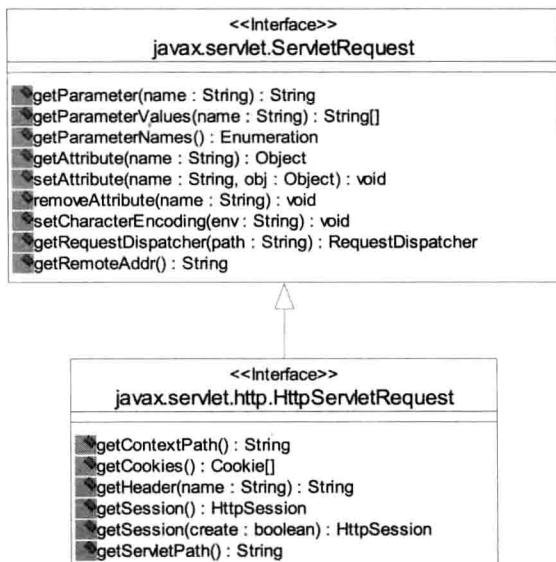 <<Interface>>
javax.servlet.ServletRequest
getParameter(name : String) : String
getParameterValues(name : String) : String[]
getParameterNames() : Enumeration
getAttribute(name : String) : Object
setAttribute(name : String, obj : Object) : void
removeAttribute(name : String) : void
setCharacterEncoding(env : String) : void
getRequestDispatcher(path : String) : RequestDispatcher
getRemoteAddr() : String
<<Interface>>
javax.servlet.http.HttpServletRequest
getContextPath() : String
getCookies() : Cookie[]
getHeader(name : String) : String
getSession() : HttpSession
getSession(create : boolean) : HttpSession
getServletPath() : String